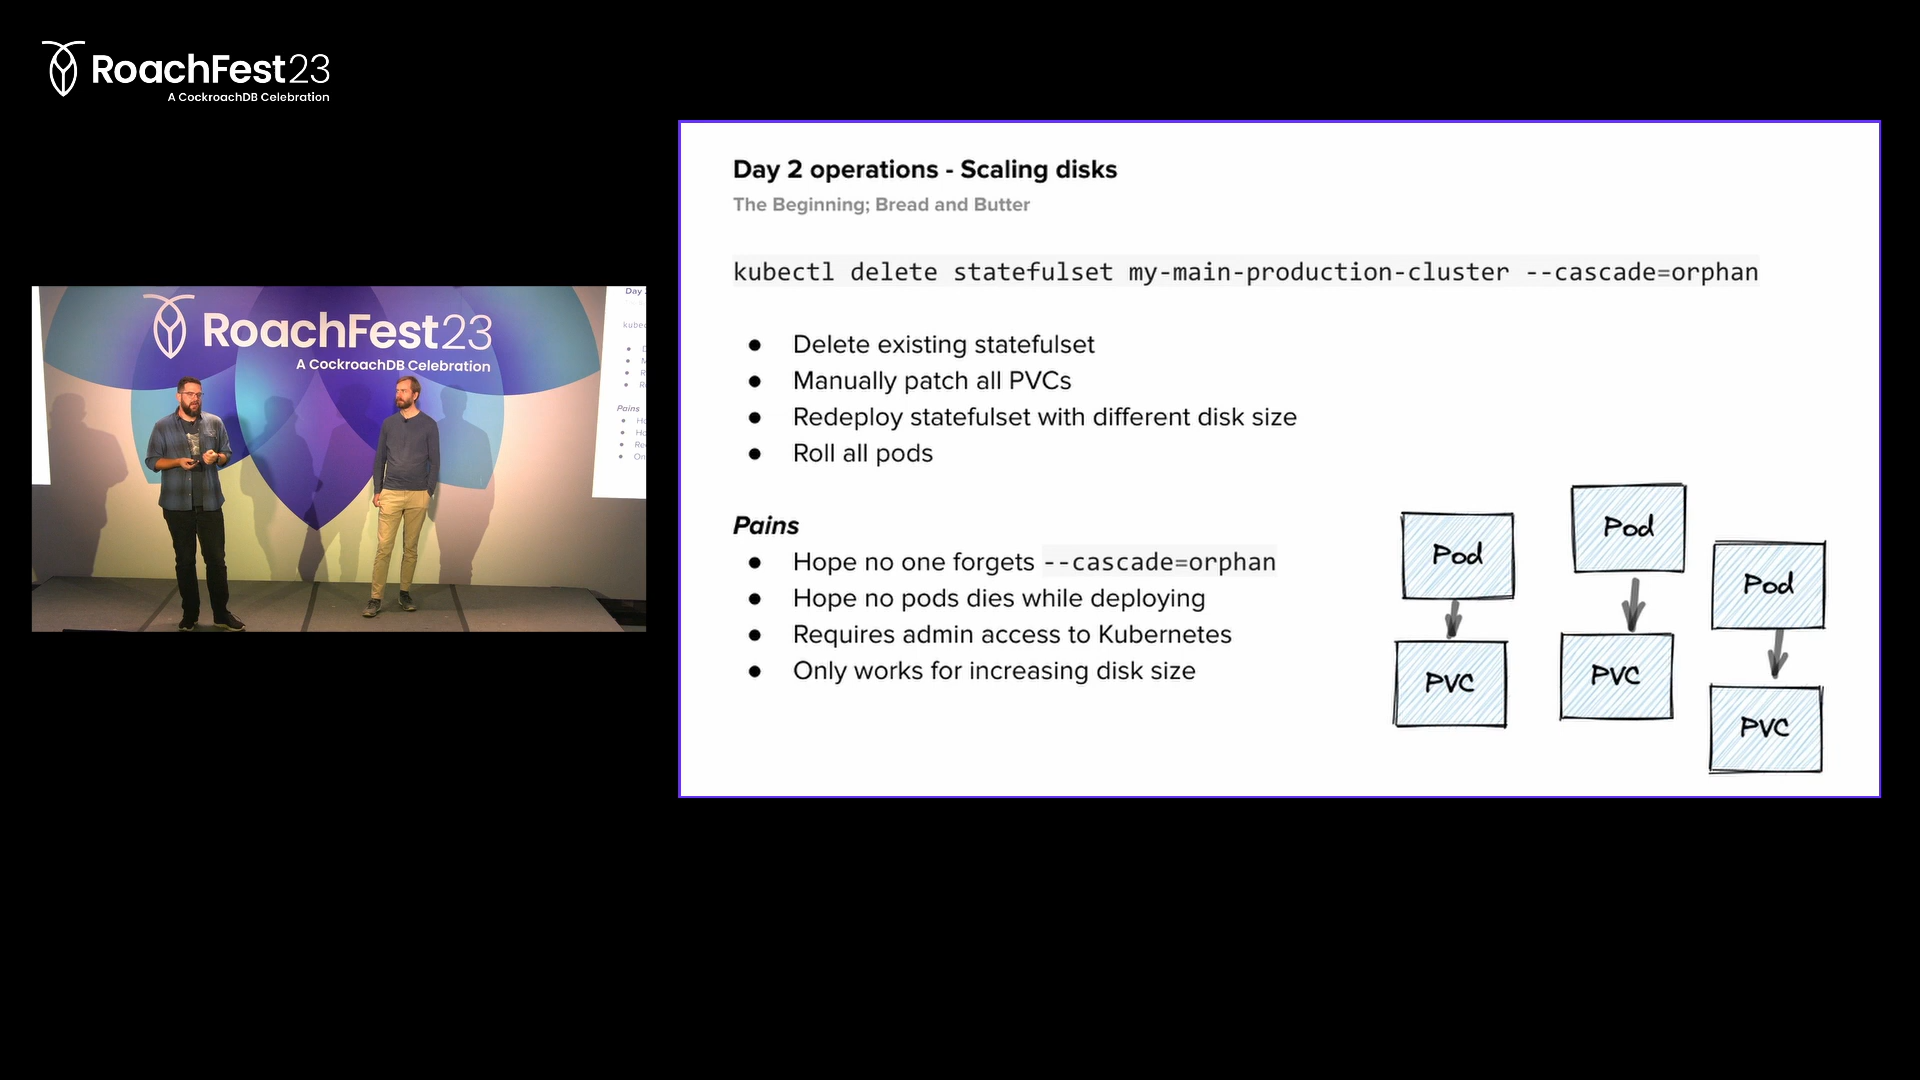 RoachFest23
A CockroachDB Celebration
RoachFest23
A CockroachDB Celebration
Day
kubec
Pains
Day 2 operations - Scaling disks
The Beginning; Bread and Butter
kubectl delete statefulset my-main-production-cluster --cascade=orphan
● Delete existing statefulset
● Manually patch all PVCs
● Redeploy statefulset with different disk size
● Roll all pods
Pains
● Hope no one forgets --cascade=orphan
● Hope no pods dies while deploying
● Requires admin access to Kubernetes
● Only works for increasing disk size
Pod
Pod
Pod
PVC
PVC
PVC